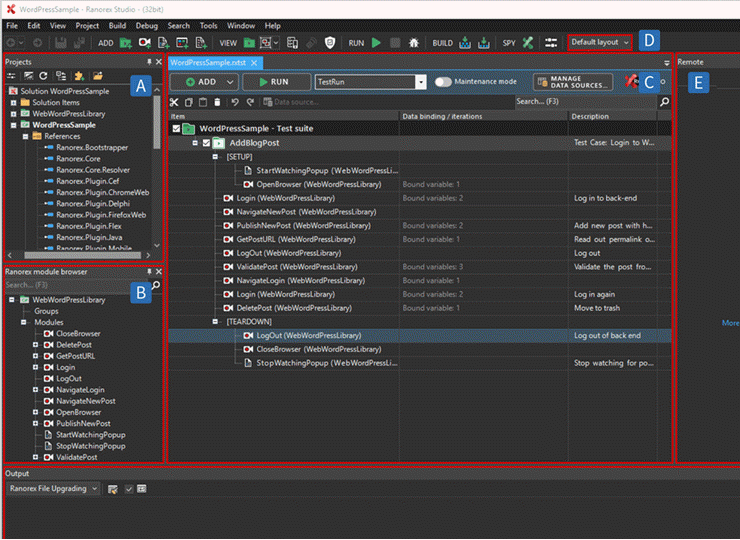 WordPressSample - Ranorex Studio - (32bit)
File Edit View Project Build Debug Search Tools Window Help
ADD VIEW RUN BUILD SPY Default layout D
Projects
A
Solution WordPressSample
Solution Items
WebWordPressLibrary
WordPressSample
References
Ranorex.Bootstrapper
Ranorex.Core
Ranorex.Core.Resolver
Ranorex.Plugin.Cef
Ranorex.Plugin.ChromeWeb
Ranorex.Plugin.Delphi
Ranorex.Plugin.FirefoxWeb
Ranorex.Plugin.Flex
Ranorex.Plugin.Java
Ranorex.Plugin.Mobile
Ranorex module browser
Search... (F3)
B
WebWordPressLibrary
Groups
Modules
CloseBrowser
DeletePost
GetPostURL
Login
LogOut
NavigateLogin
NavigateNewPost
OpenBrowser
PublishNewPost
StartWatchingPopup
StopWatchingPopup
ValidatePost
WordPressSample.rxtst
ADD RUN TestRun Maintenance mode MANAGE DATA SOURCES... C
Data source... Search... (F3)
Item Data binding / iterations Description
WordPressSample - Test suite
AddBlogPost Test Case: Login to W...
[SETUP]
StartWatchingPopup (WebWordPressLi...
OpenBrowser (WebWordPressLibrary) Bound variable: 1
Login (WebWordPressLibrary) Bound variables: 2 Log in to back-end
NavigateNewPost (WebWordPressLibrary)
PublishNewPost (WebWordPressLibrary) Bound variables: 2 Add new post with h...
GetPostURL (WebWordPressLibrary) Bound variable: 1 Read out permalink o...
LogOut (WebWordPressLibrary) Log out
ValidatePost (WebWordPressLibrary) Bound variables: 3 Validate the post fro...
NavigateLogin (WebWordPressLibrary) Bound variable: 1
Login (WebWordPressLibrary) Bound variables: 2 Log in again
DeletePost (WebWordPressLibrary) Bound variable: 1 Move to trash
[TEARDOWN]
LogOut (WebWordPressLibrary) Log out of back end
CloseBrowser (WebWordPressLibrary)
StopWatchingPopup (WebWordPressLi... Stop watching for po...
Remote
E
More
Output
Ranorex File Upgrading